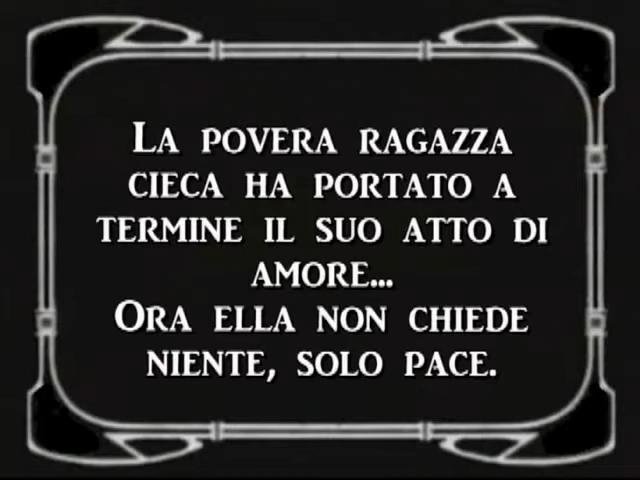 La povera ragazza
cieca ha portato a
termine il suo atto di
amore...
Ora ella non chiede
niente, solo pace.